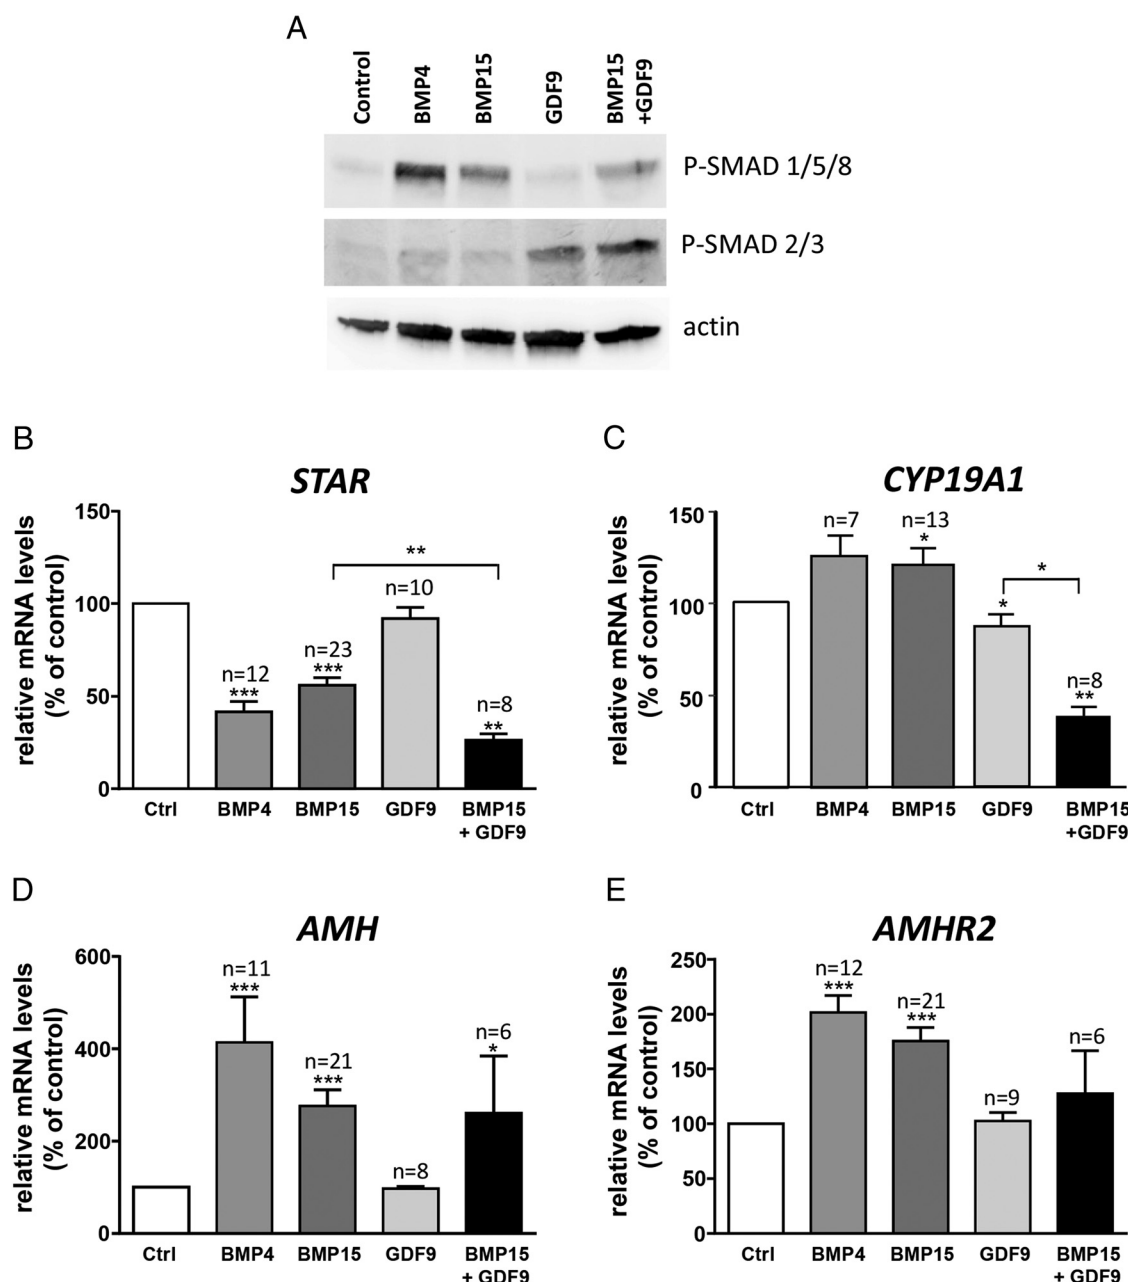 A
Control
BMP4
BMP15
GDF9
BMP15
+GDF9
P-SMAD 1/5/8
P-SMAD 2/3
actin
B
STAR
relative mRNA levels
(% of control)
150
100
50
0
n=12
***
n=23
***
n=10
**
n=8
**
Ctrl
BMP4
BMP15
GDF9
BMP15
+ GDF9
C
CYP19A1
relative mRNA levels
(% of control)
150
100
50
0
n=7
n=13
*
*
*
n=8
**
Ctrl
BMP4
BMP15
GDF9
BMP15
+GDF9
D
AMH
relative mRNA levels
(% of control)
600
400
200
0
n=11
***
n=21
***
n=8
n=6
*
Ctrl
BMP4
BMP15
GDF9
BMP15
+ GDF9
E
AMHR2
relative mRNA levels
(% of control)
250
200
150
100
50
0
n=12
***
n=21
***
n=9
n=6
Ctrl
BMP4
BMP15
GDF9
BMP15
+ GDF9